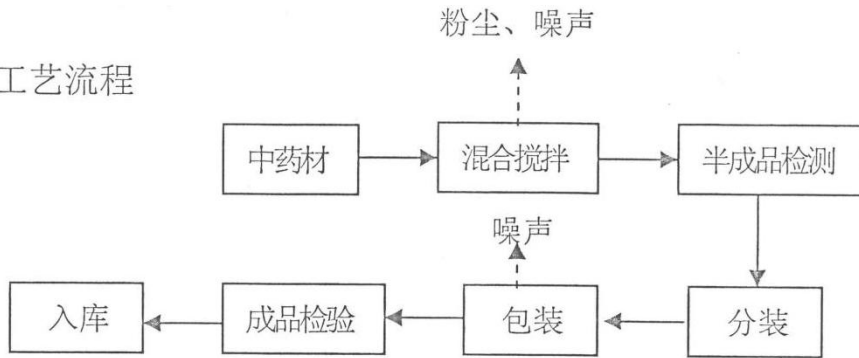 粉尘、噪声
工艺流程
中药材
混合搅拌
半成品检测
噪声
入库
成品检验
包装
分装